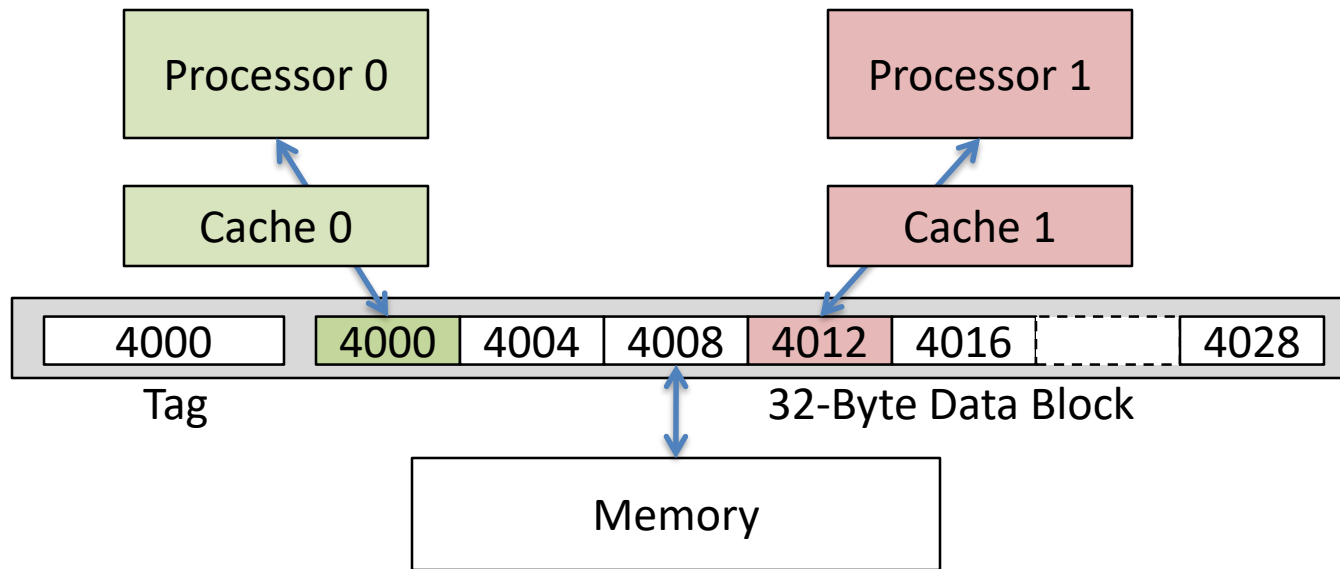 Processor 0
Processor 1
Cache 0
Cache 1
4000 4000 4004 4008 4012 4016 4028
Tag 32-Byte Data Block
Memory